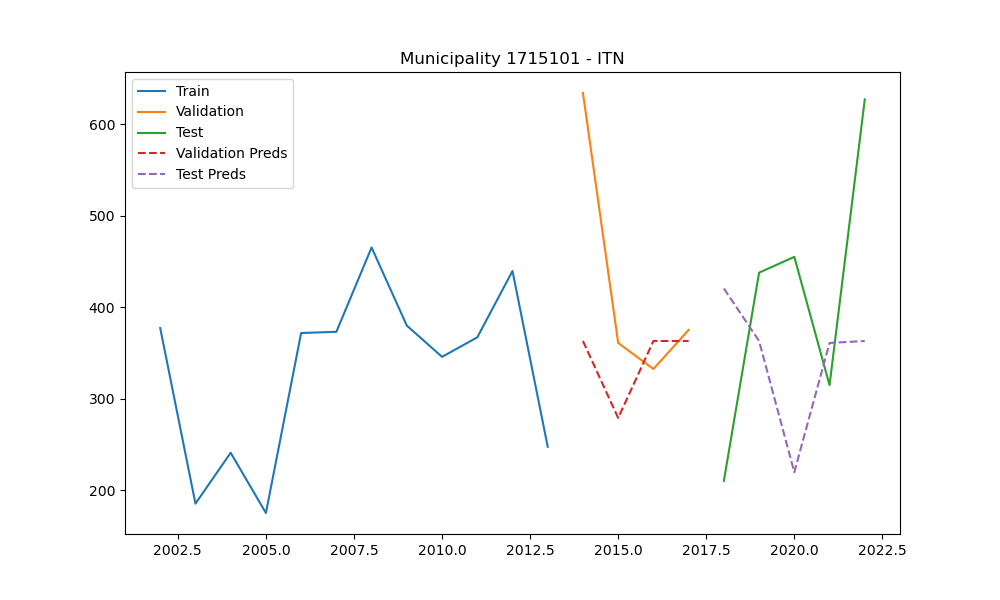 Municipality 1715101 - ITN
Train
Validation
Test
Validation Preds
Test Preds
600
500
400
300
200
2002.5 2005.0 2007.5 2010.0 2012.5 2015.0 2017.5 2020.0 2022.5